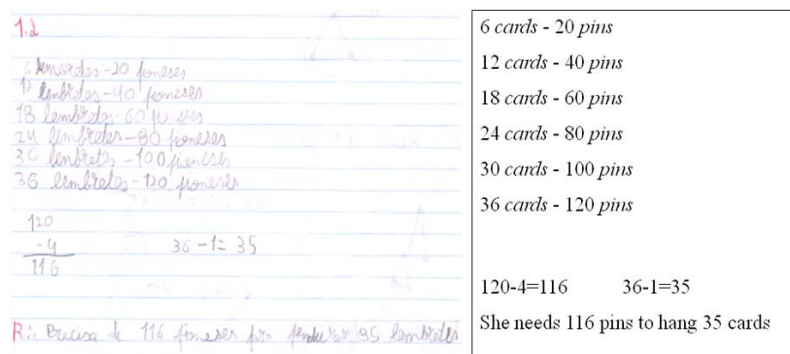 1.2
6 lembretes - 20 pioneses
12 lembretes - 40 pioneses
18 lembretes - 60 pioneses
24 lembretes - 80 pioneses
30 lembretes - 100 pioneses
36 lembretes - 120 pioneses
120
-4
116
36 - 1 = 35
R: Precisa de 116 pioneses pra pendurar 35 lembretes
6 cards - 20 pins
12 cards - 40 pins
18 cards - 60 pins
24 cards - 80 pins
30 cards - 100 pins
36 cards - 120 pins
120-4=116 36-1=35
She needs 116 pins to hang 35 cards